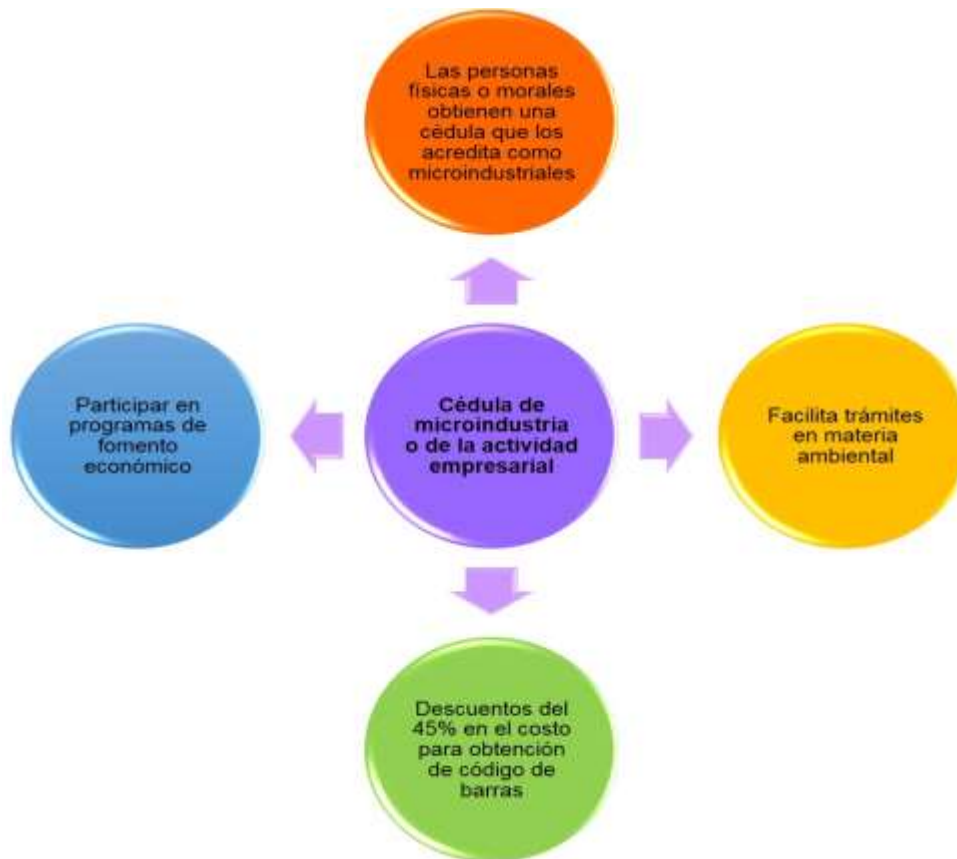 Las personas
físicas o morales
obtienen una
cédula que los
acredita como
microindustriales
Participar en
programas de
fomento
económico
Cédula de
microindustria
o de la actividad
empresarial
Facilita trámites
en materia
ambiental
Descuentos del
45% en el costo
para obtención
de código de
barras